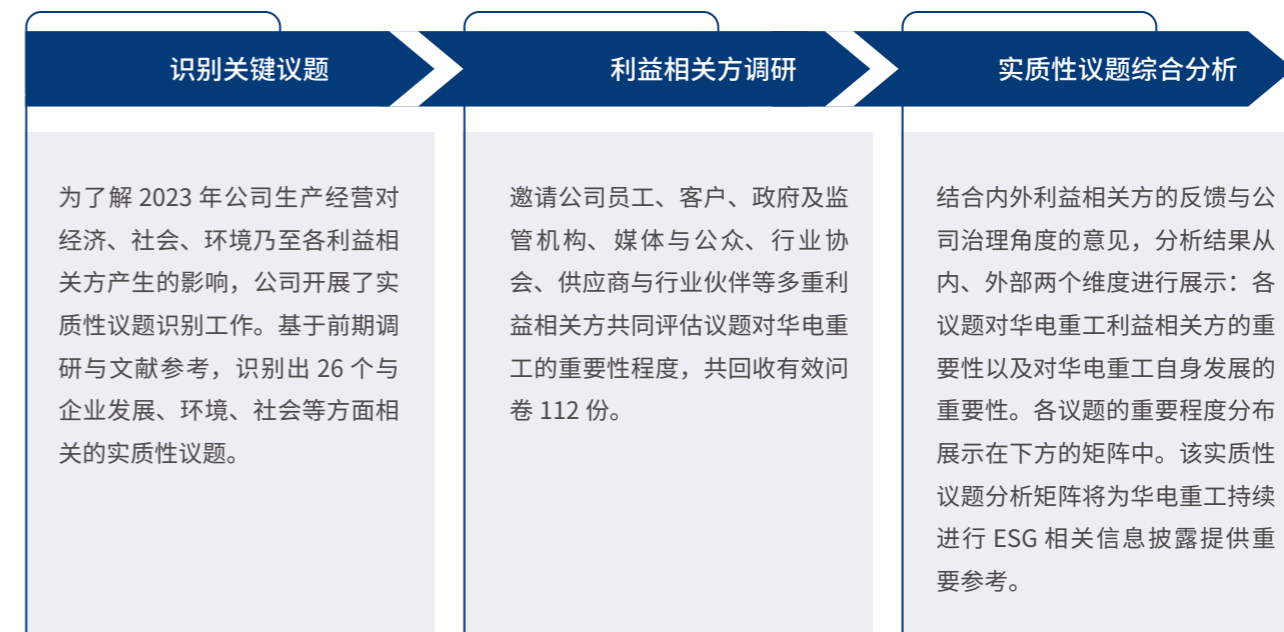 识别关键议题
为了解 2023 年公司生产经营对
经济、社会、环境乃至各利益相
关方产生的影响，公司开展了实
质性议题识别工作。基于前期调
研与文献参考，识别出 26 个与
企业发展、环境、社会等方面相
关的实质性议题。
利益相关方调研
邀请公司员工、客户、政府及监
管机构、媒体与公众、行业协
会、供应商与行业伙伴等多重利
益相关方共同评估议题对华电重
工的重要性程度，共回收有效问
卷 112 份。
实质性议题综合分析
结合内外利益相关方的反馈与公
司治理角度的意见，分析结果从
内、外部两个维度进行展示：各
议题对华电重工利益相关方的重
要性以及对华电重工自身发展的
重要性。各议题的重要程度分布
展示在下方的矩阵中。该实质性
议题分析矩阵将为华电重工持续
进行 ESG 相关信息披露提供重
要参考。